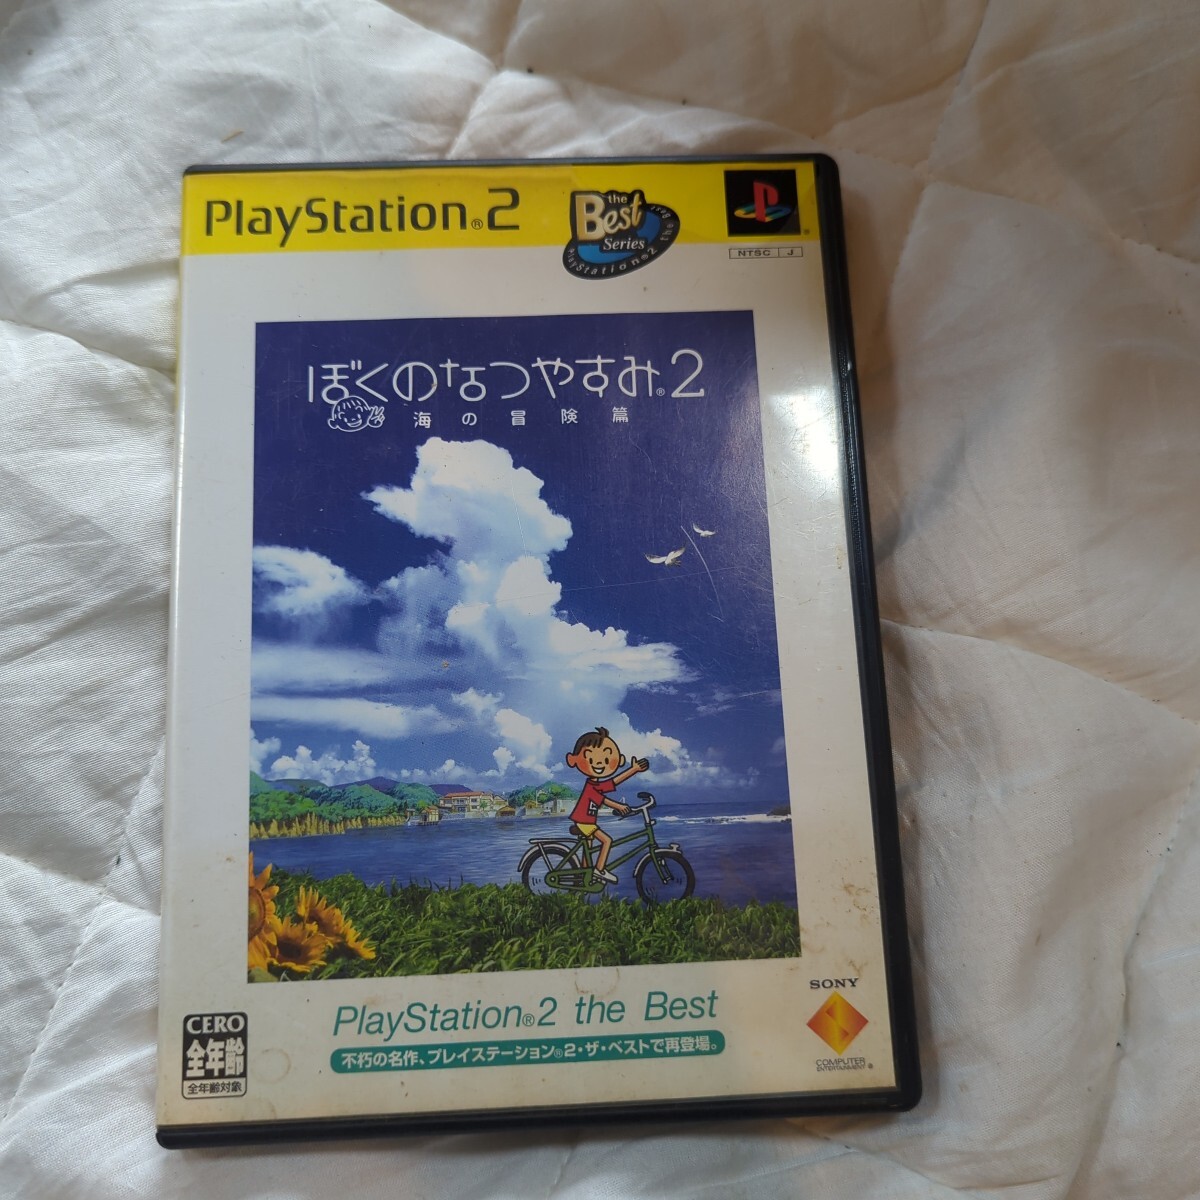 PlayStation®2
the
Best
Series
PlayStation®2 the Best
NTSC J
ぼくのなつやすみ®2
海の冒険篇
PlayStation®2 the Best
不朽の名作、プレイステーション®2・ザ・ベストで再登場。
CERO
全年齢
全年齢対象
SONY
COMPUTER
ENTERTAINMENT®